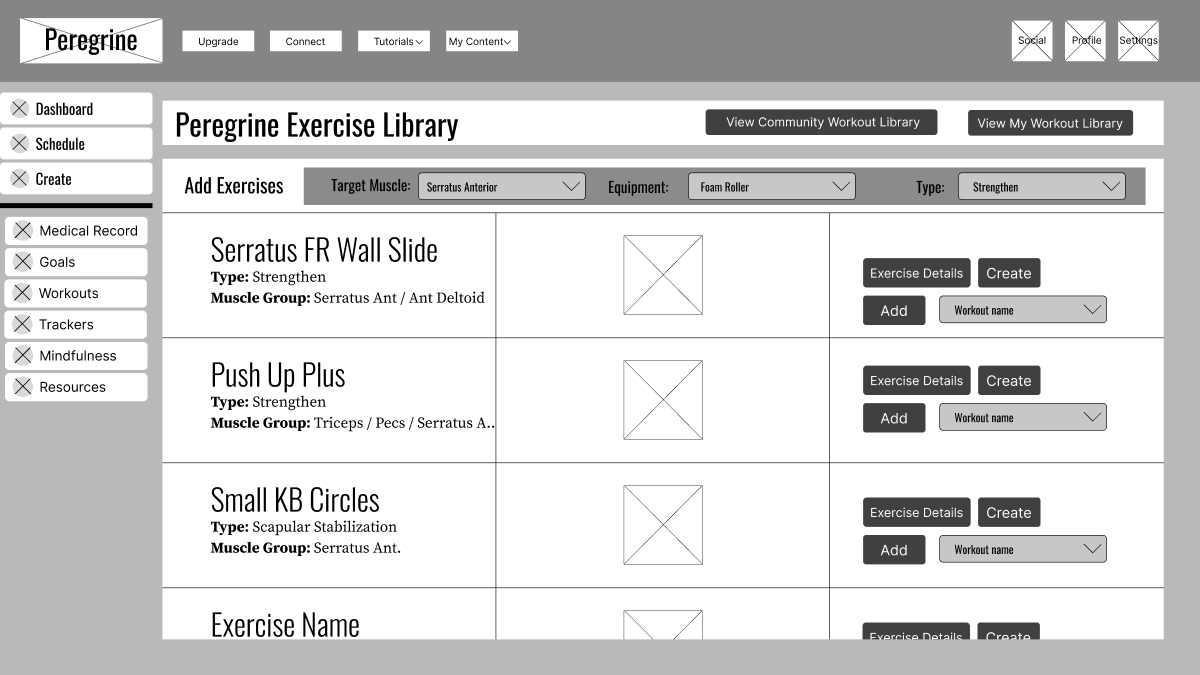 Peregrine
Upgrade
Connect
Tutorials
My Content
Social
Profile
Settings
Dashboard
Schedule
Create
Medical Record
Goals
Workouts
Trackers
Mindfulness
Resources
Peregrine Exercise Library
View Community Workout Library
View My Workout Library
Add Exercises
Target Muscle:
Serratus Anterior
Equipment:
Foam Roller
Type:
Strengthen
Serratus FR Wall Slide
Type: Strengthen
Muscle Group: Serratus Ant / Ant Deltoid
Exercise Details
Create
Add
Workout name
Push Up Plus
Type: Strengthen
Muscle Group: Triceps / Pecs / Serratus A..
Exercise Details
Create
Add
Workout name
Small KB Circles
Type: Scapular Stabilization
Muscle Group: Serratus Ant.
Exercise Details
Create
Add
Workout name
Exercise Name
Exercise Details
Create